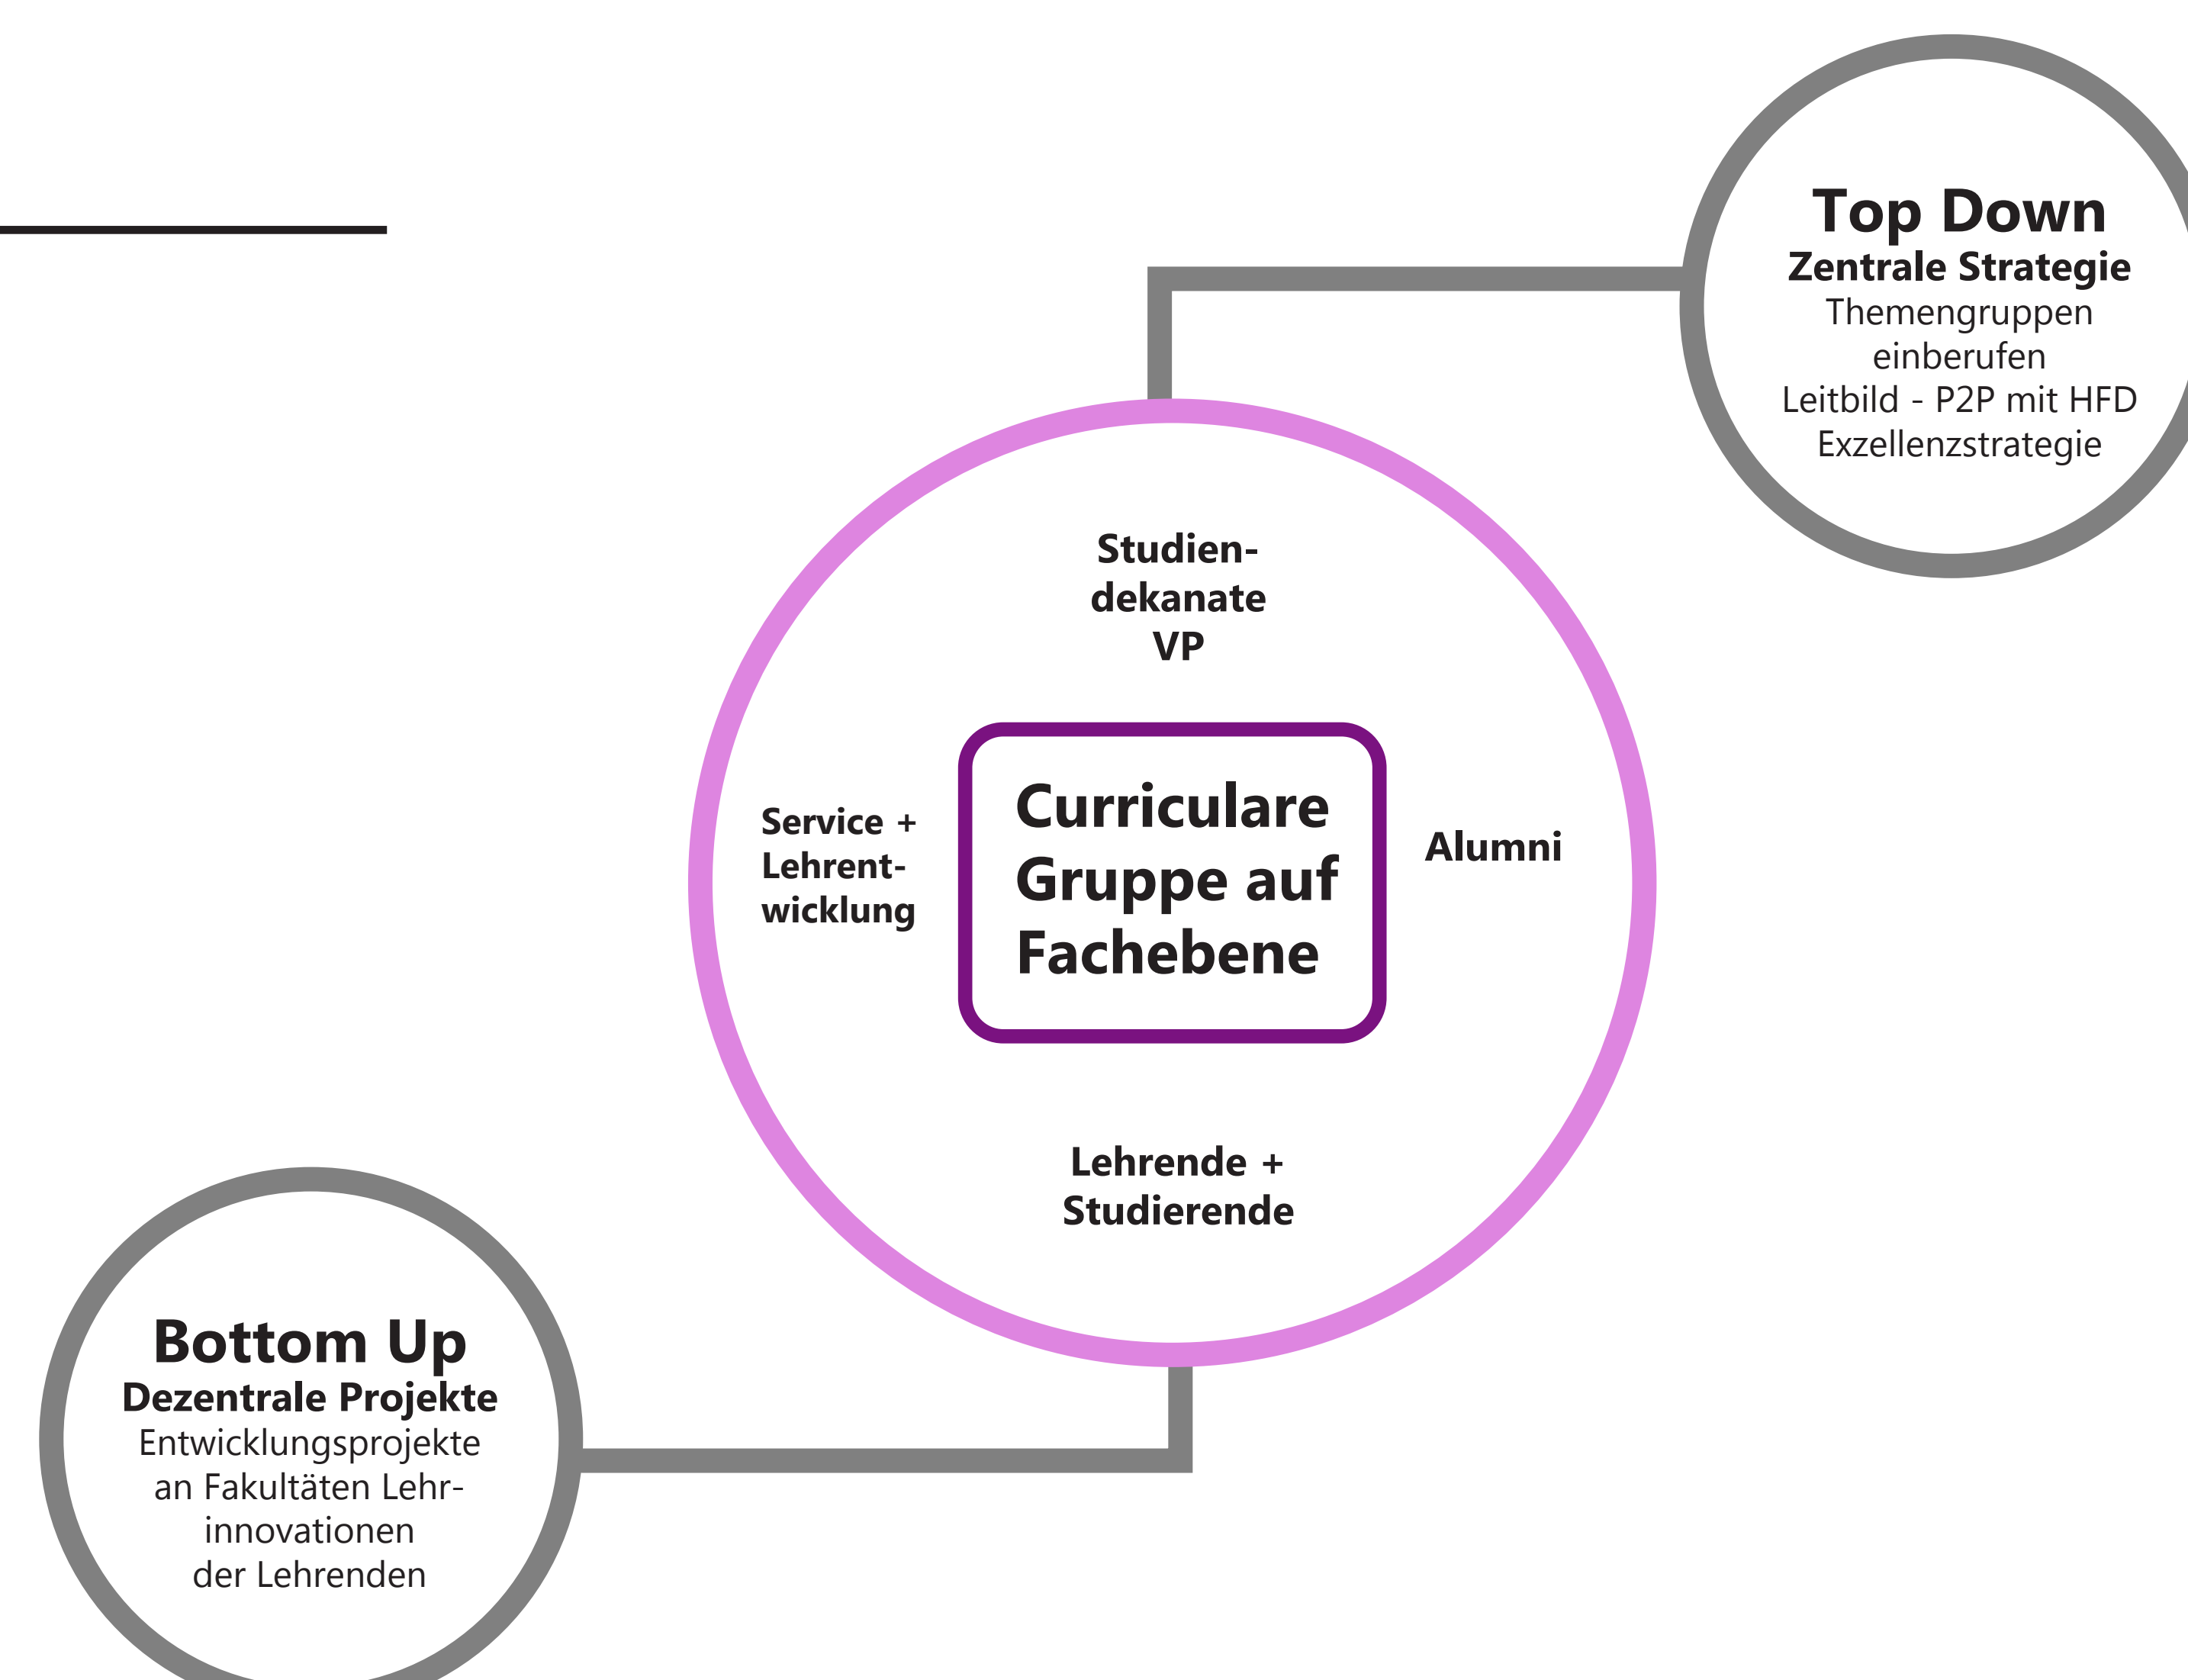 Top Down
Zentrale Strategie
Themengruppen
einberufen
Leitbild - P2P mit HFD
Exzellenzstrategie
Studien-
dekanate
VP
Service +
Lehrent-
wicklung
Curriculare
Gruppe auf
Fachebene
Alumni
Lehrende +
Studierende
Bottom Up
Dezentrale Projekte
Entwicklungsprojekte
an Fakultäten Lehr-
innovationen
der Lehrenden